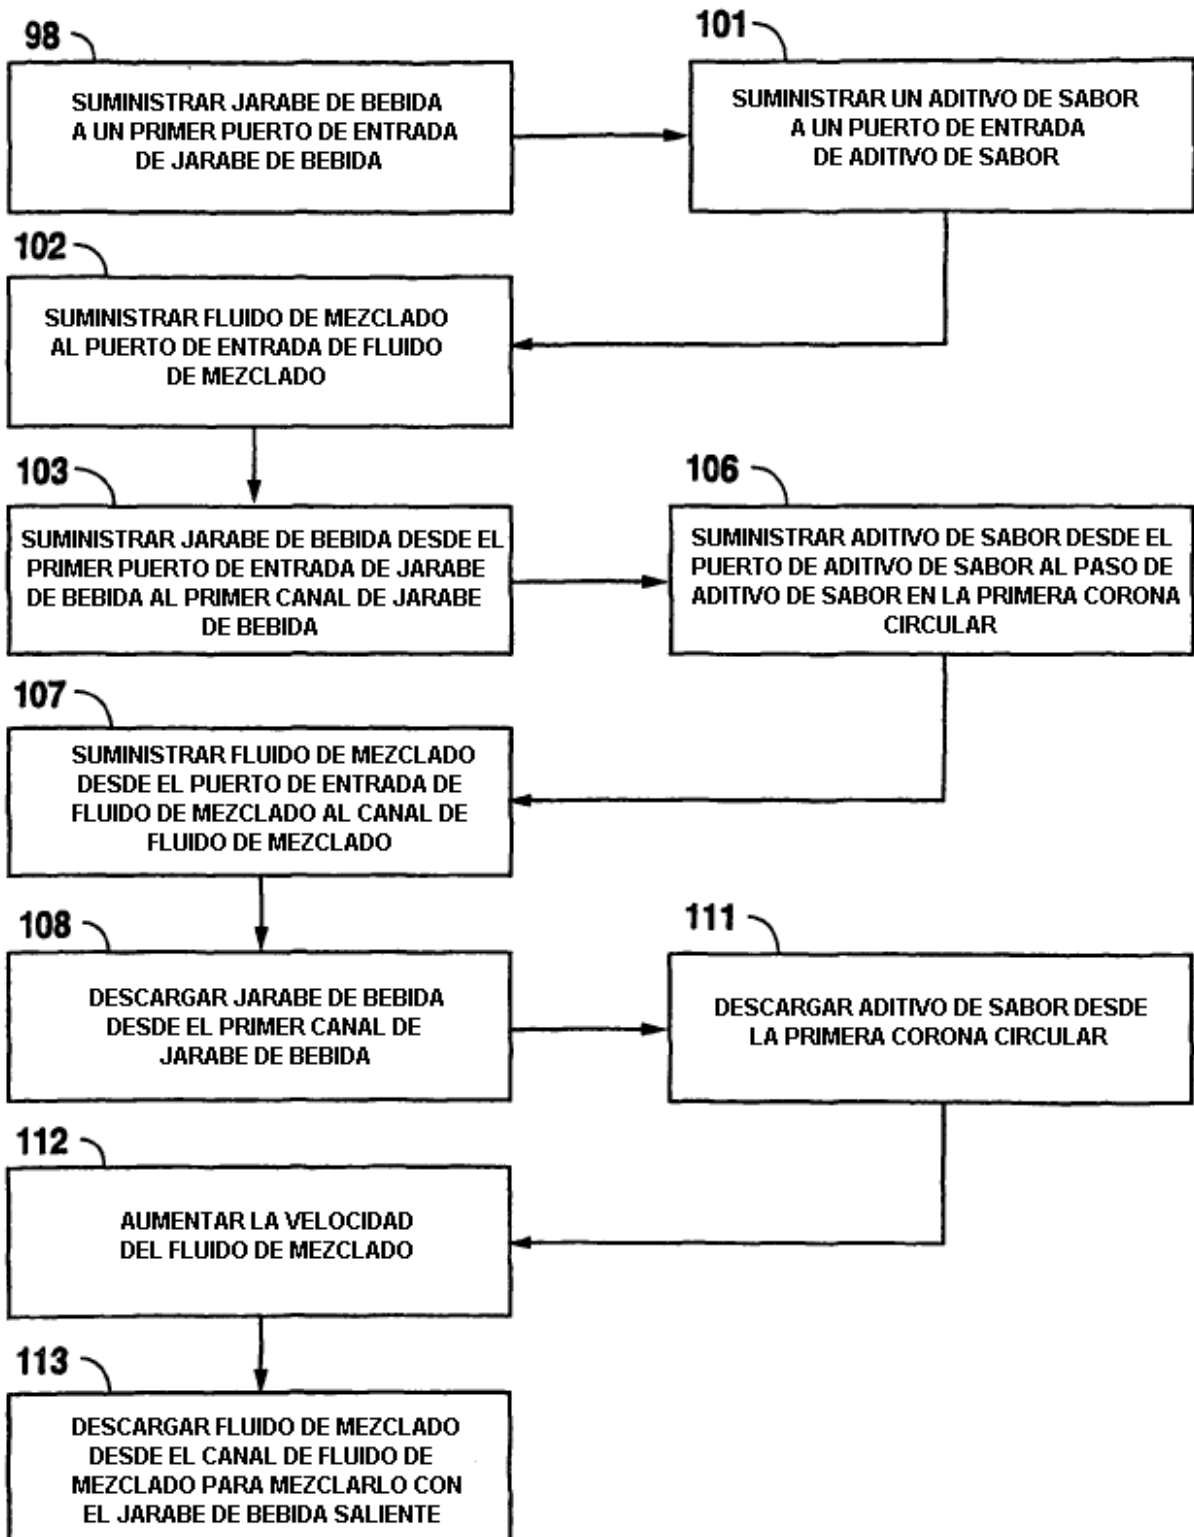 98
SUMINISTRAR JARABE DE BEBIDA
A UN PRIMER PUERTO DE ENTRADA
DE JARABE DE BEBIDA
101
SUMINISTRAR UN ADITIVO DE SABOR
A UN PUERTO DE ENTRADA
DE ADITIVO DE SABOR
102
SUMINISTRAR FLUIDO DE MEZCLADO
AL PUERTO DE ENTRADA DE FLUIDO
DE MEZCLADO
103
SUMINISTRAR JARABE DE BEBIDA DESDE EL
PRIMER PUERTO DE ENTRADA DE JARABE
DE BEBIDA AL PRIMER CANAL DE JARABE
DE BEBIDA
106
SUMINISTRAR ADITIVO DE SABOR DESDE EL
PUERTO DE ADITIVO DE SABOR AL PASO DE
ADITIVO DE SABOR EN LA PRIMERA CORONA
CIRCULAR
107
SUMINISTRAR FLUIDO DE MEZCLADO
DESDE EL PUERTO DE ENTRADA DE
FLUIDO DE MEZCLADO AL CANAL DE
FLUIDO DE MEZCLADO
108
DESCARGAR JARABE DE BEBIDA
DESDE EL PRIMER CANAL DE
JARABE DE BEBIDA
111
DESCARGAR ADITIVO DE SABOR DESDE
LA PRIMERA CORONA CIRCULAR
112
AUMENTAR LA VELOCIDAD
DEL FLUIDO DE MEZCLADO
113
DESCARGAR FLUIDO DE MEZCLADO
DESDE EL CANAL DE FLUIDO DE
MEZCLADO PARA MEZCLARLO CON
EL JARABE DE BEBIDA SALIENTE